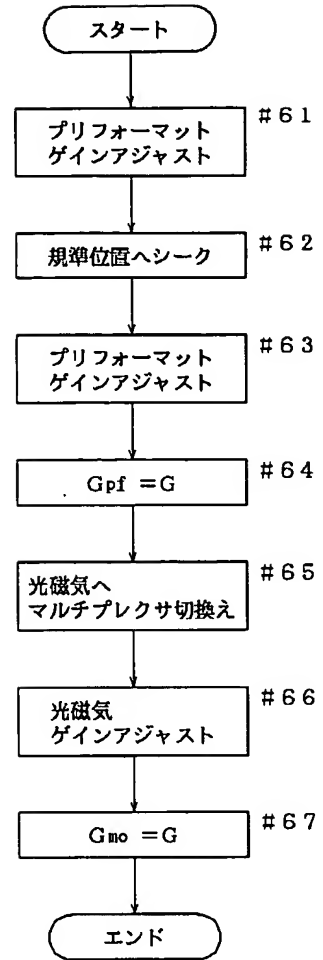 スタート
#61
プリフォーマット
ゲインアジャスト
#62
規準位置へシーク
#63
プリフォーマット
ゲインアジャスト
#64
Gpf =G
#65
光磁気へ
マルチプレクサ切換え
#66
光磁気
ゲインアジャスト
#67
Gmo =G
エンド